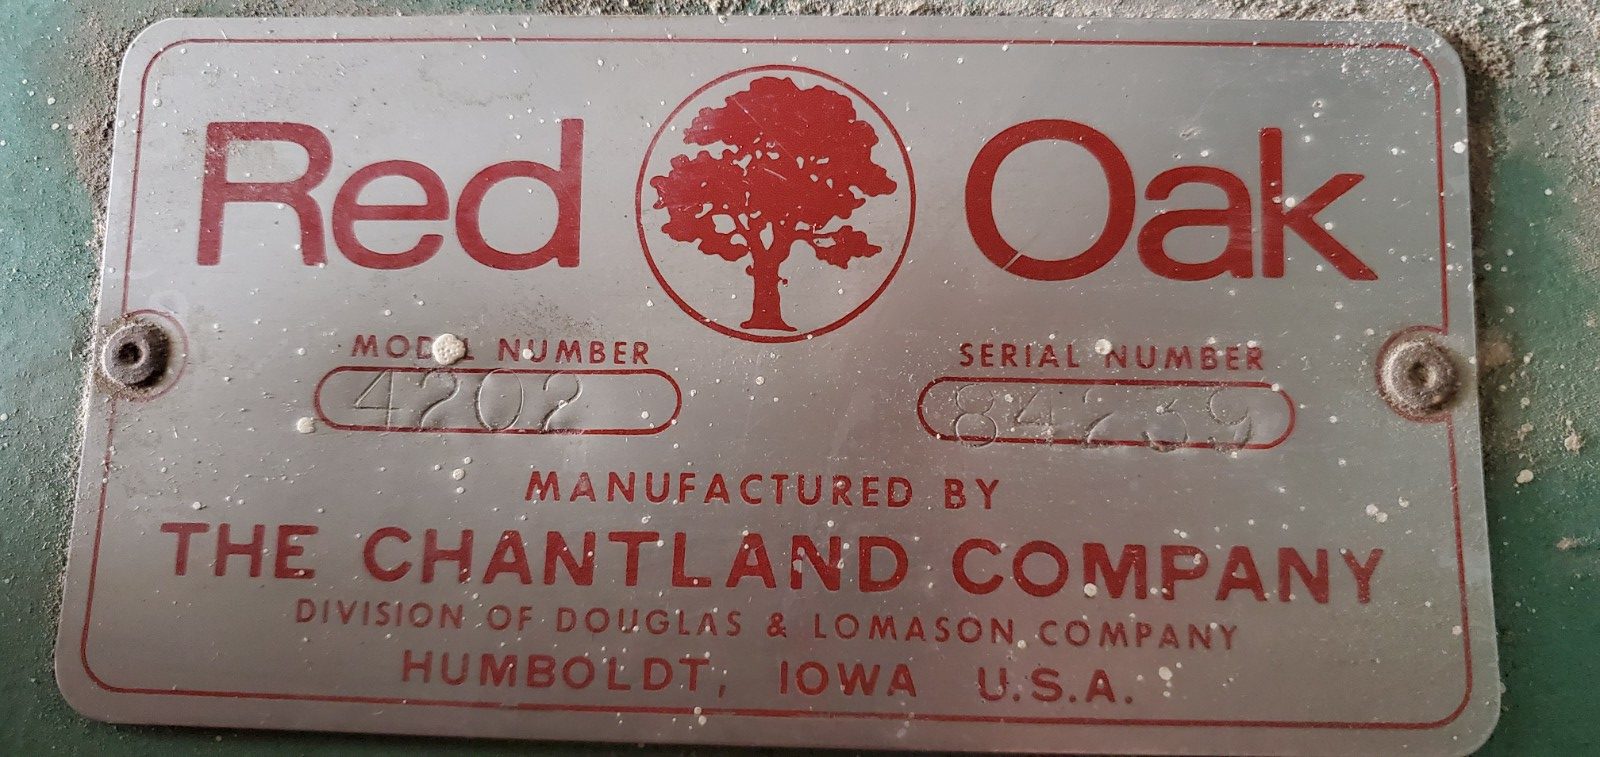 Red Oak
MODEL NUMBER SERIAL NUMBER
4202 84239
MANUFACTURED BY
THE CHANTLAND COMPANY
DIVISION OF DOUGLAS & LOMASON COMPANY
HUMBOLDT, IOWA U.S.A.